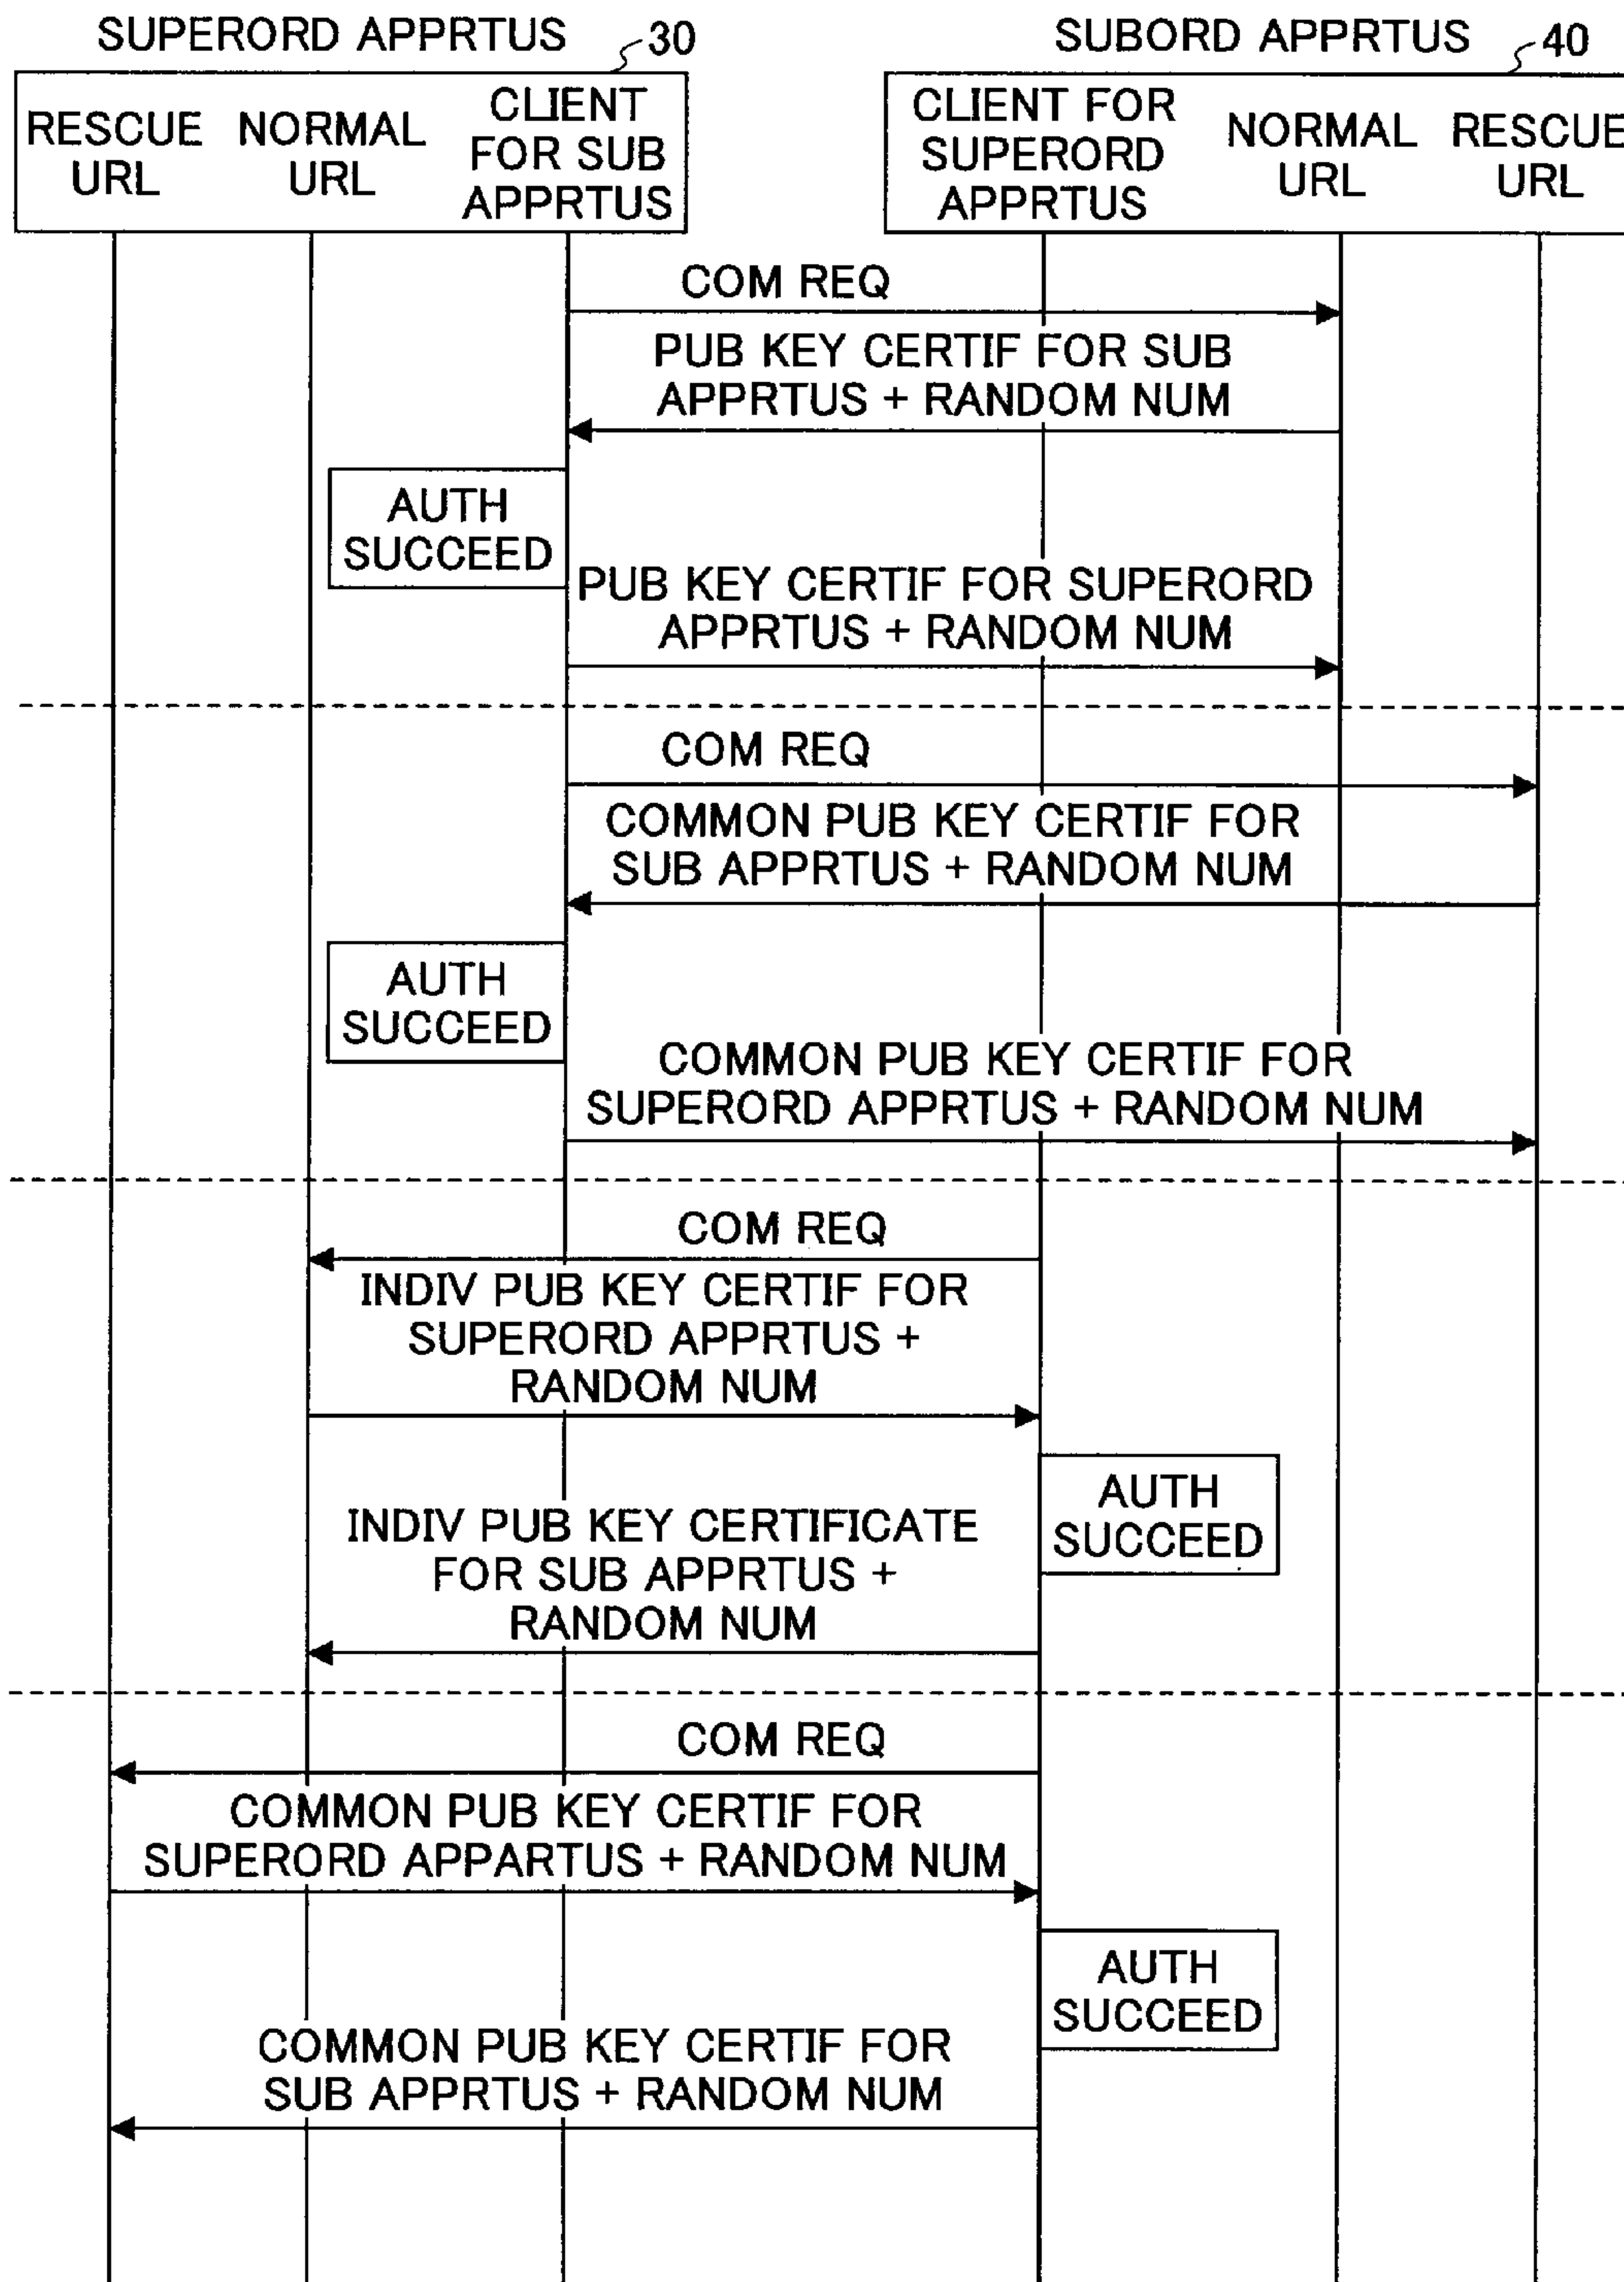 SUPERORD APPRTUS
30
SUBORD APPRTUS
40
RESCUE
URL
NORMAL
URL
CLIENT
FOR SUB
APPRTUS
CLIENT FOR
SUPERORD
APPRTUS
NORMAL
URL
RESCUE
URL
COM REQ
PUB KEY CERTIF FOR SUB
APPRTUS + RANDOM NUM
AUTH
SUCCEED
PUB KEY CERTIF FOR SUPERORD
APPRTUS + RANDOM NUM
COM REQ
COMMON PUB KEY CERTIF FOR
SUB APPRTUS + RANDOM NUM
AUTH
SUCCEED
COMMON PUB KEY CERTIF FOR
SUPERORD APPRTUS + RANDOM NUM
COM REQ
INDIV PUB KEY CERTIF FOR
SUPERORD APPRTUS +
RANDOM NUM
AUTH
SUCCEED
INDIV PUB KEY CERTIFICATE
FOR SUB APPRTUS +
RANDOM NUM
COM REQ
COMMON PUB KEY CERTIF FOR
SUPERORD APPARTUS + RANDOM NUM
AUTH
SUCCEED
COMMON PUB KEY CERTIF FOR
SUB APPRTUS + RANDOM NUM